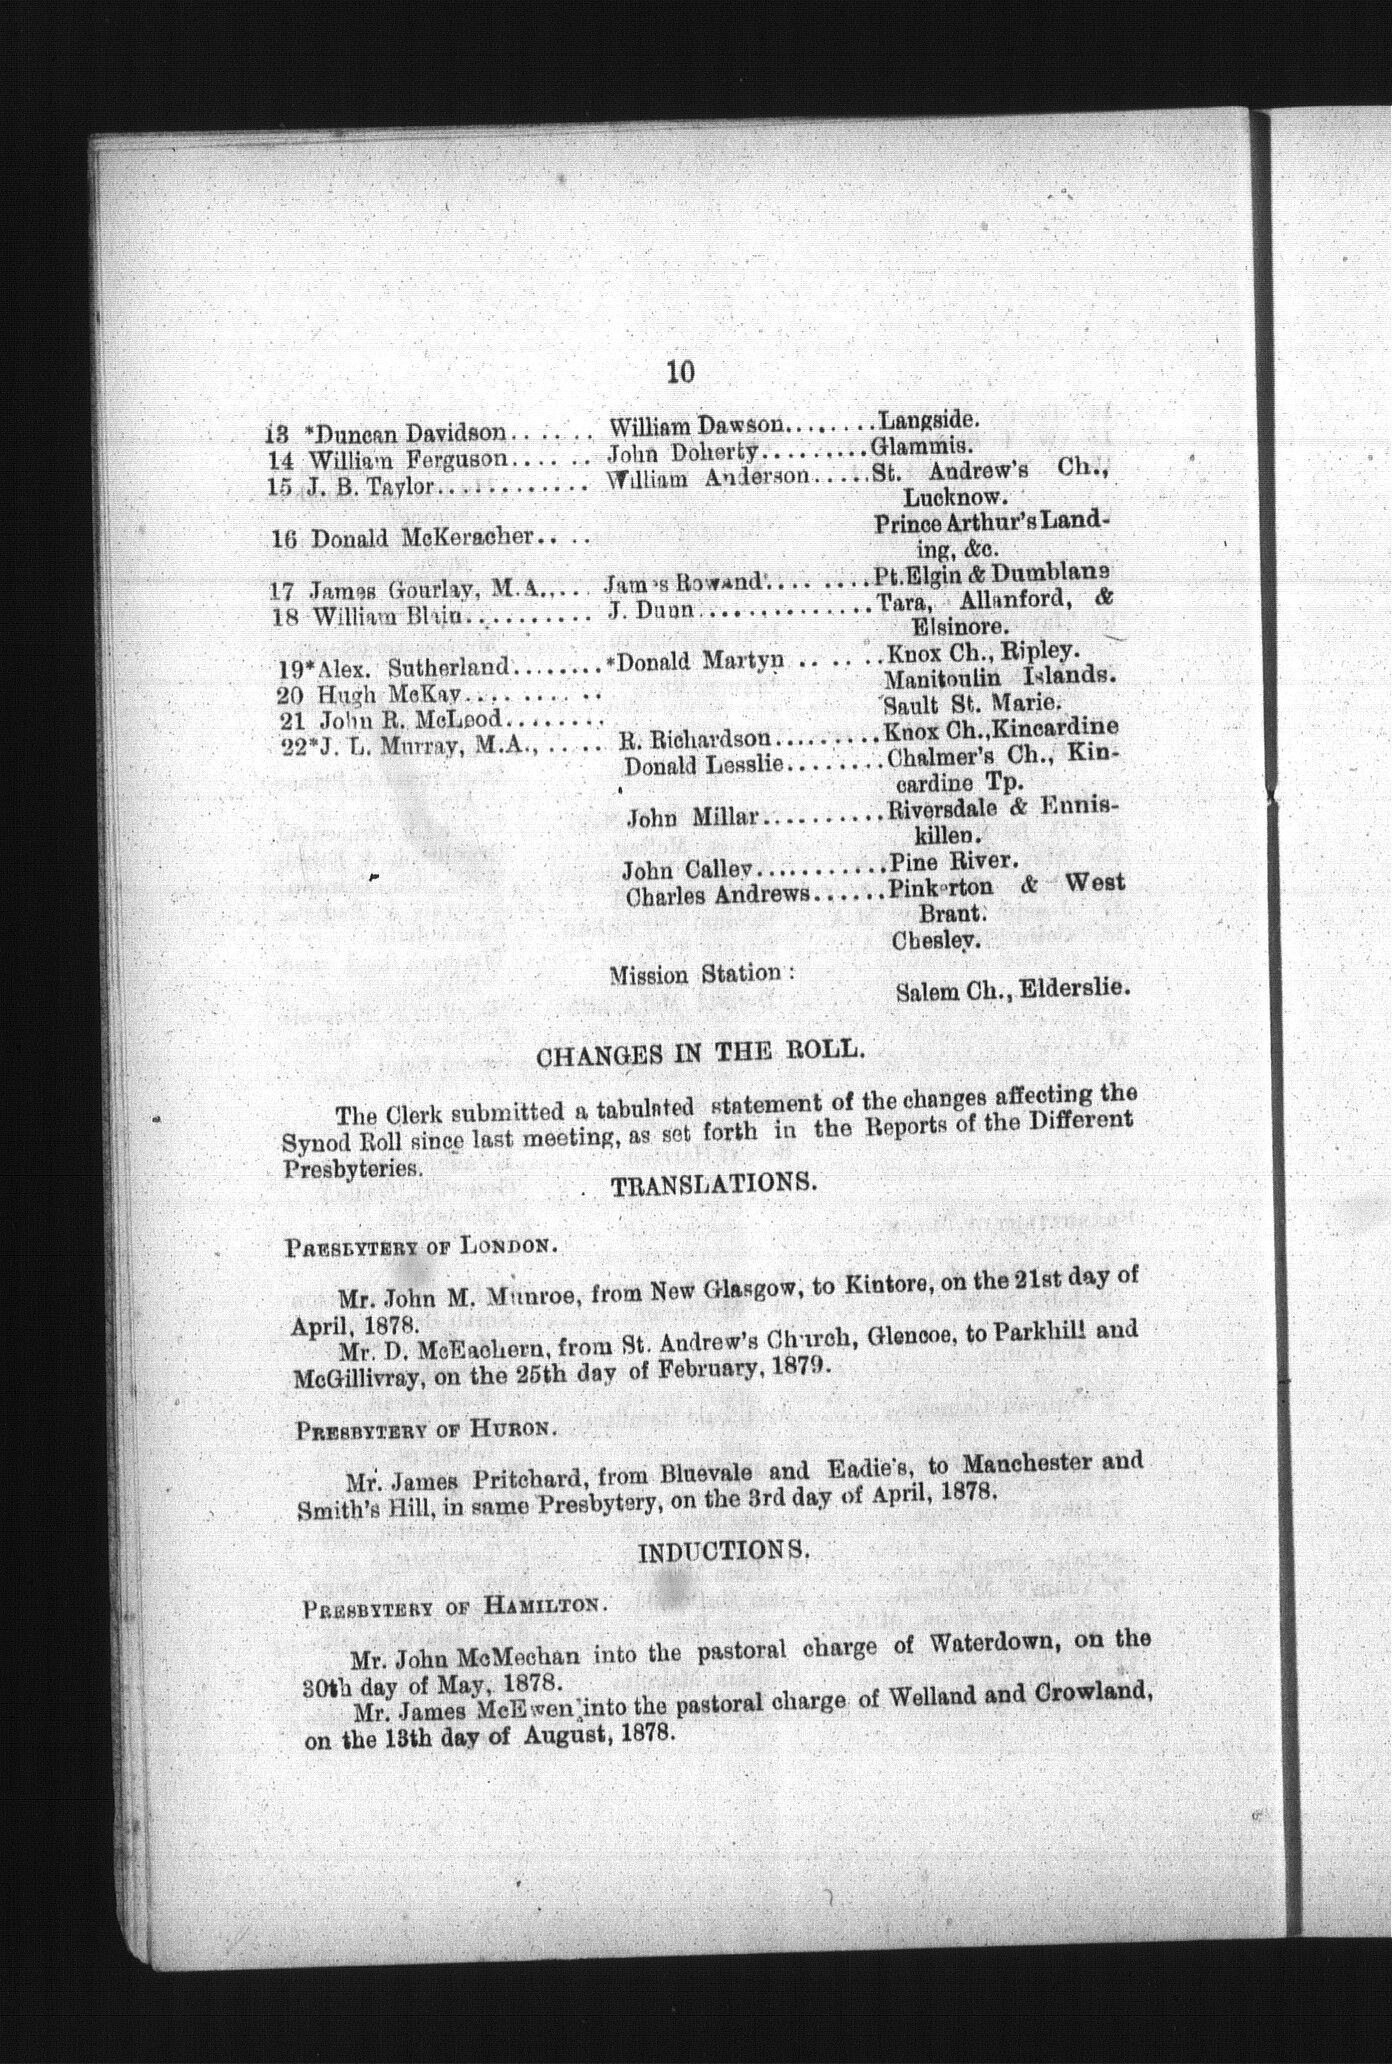 10
13 *Duncan Davidson....... William Dawson........Langside.
14 William Ferguson...... John Doherty.........Glammis.
15 J. B. Taylor............ William Anderson.....St. Andrew's Ch.,
Lucknow.
16 Donald McKeracher.... Prince Arthur's Land-
ing, &c.
17 James Gourlay, M.A.,... James Rowand.........Pt. Elgin & Dumblane
18 William Blain.......... J. Dunn..............Tara, Allanford, &
Elsinore.
19*Alex. Sutherland........*Donald Martyn ......Knox Ch., Ripley.
20 Hugh McKay.......... Manitoulin Islands.
21 John R. McLeod........ Sault St. Marie.
22*J. L. Murray, M.A., ..... R. Richardson.........Knox Ch.,Kincardine
Donald Lesslie........Chalmer's Ch., Kin-
cardine Tp.
John Millar..........Riversdale & Ennis-
killen.
John Calley...........Pine River.
Charles Andrews......Pinkerton & West
Brant.
Chesley.
Mission Station :
Salem Ch., Elderslie.
CHANGES IN THE ROLL.
The Clerk submitted a tabulated statement of the changes affecting the
Synod Roll since last meeting, as set forth in the Reports of the Different
Presbyteries.
TRANSLATIONS.
PRESBYTERY OF LONDON.
Mr. John M. Munroe, from New Glasgow, to Kintore, on the 21st day of
April, 1878.
Mr. D. McEachern, from St. Andrew's Church, Glencoe, to Parkhill and
McGillivray, on the 25th day of February, 1879.
PRESBYTERY OF HURON.
Mr. James Pritchard, from Bluevale and Eadie's, to Manchester and
Smith's Hill, in same Presbytery, on the 3rd day of April, 1878.
INDUCTIONS.
PRESBYTERY OF HAMILTON.
Mr. John McMechan into the pastoral charge of Waterdown, on the
30th day of May, 1878.
Mr. James McEwen into the pastoral charge of Welland and Crowland,
on the 13th day of August, 1878.